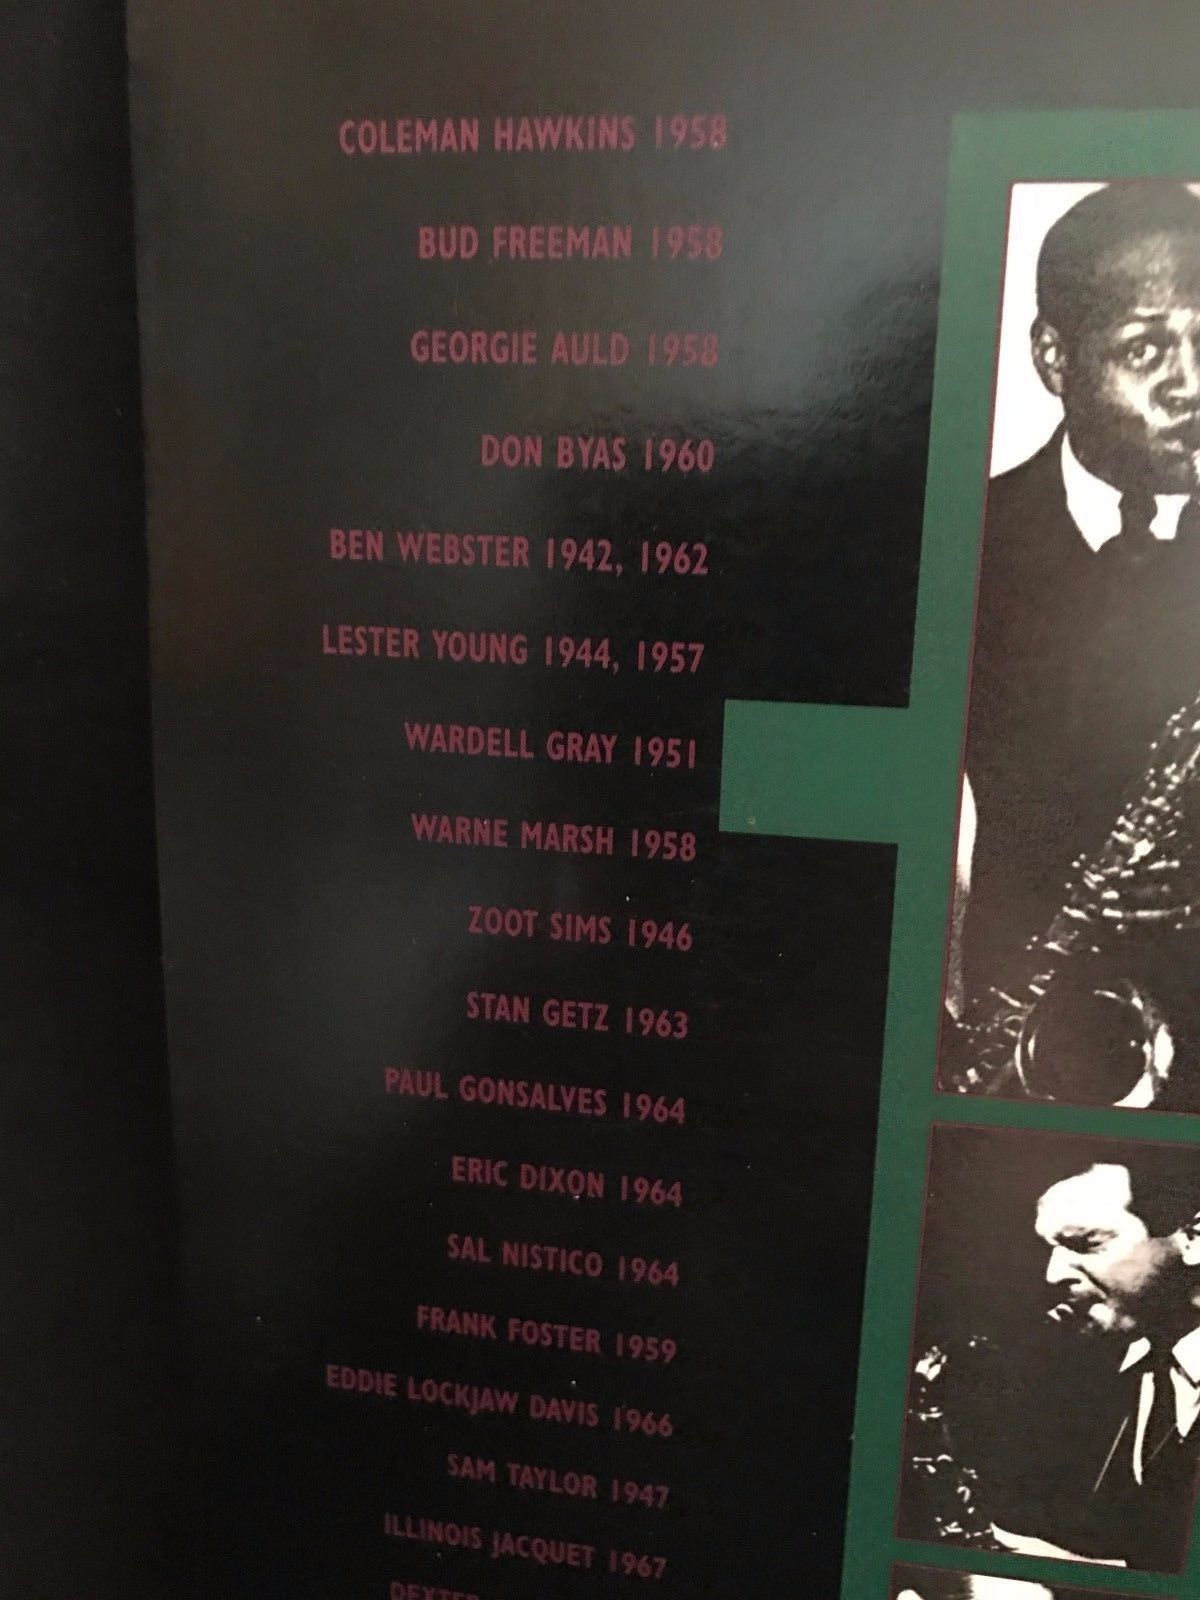 COLEMAN HAWKINS 1958
BUD FREEMAN 1958
GEORGIE AULD 1958
DON BYAS 1960
BEN WEBSTER 1942, 1962
LESTER YOUNG 1944, 1957
WARDELL GRAY 1951
WARNE MARSH 1958
ZOOT SIMS 1946
STAN GETZ 1963
PAUL GONSALVES 1964
ERIC DIXON 1964
SAL NISTICO 1964
FRANK FOSTER 1959
EDDIE LOCKJAW DAVIS 1966
SAM TAYLOR 1947
ILLINOIS JACQUET 1967
DEXTER